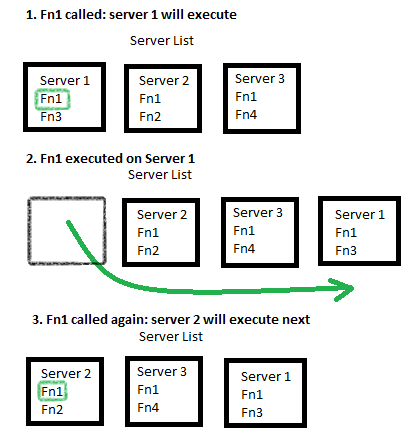 1. Fn1 called: server 1 will execute
Server List
Server 1
Fn1
Fn3
Server 2
Fn1
Fn2
Server 3
Fn1
Fn4
2. Fn1 executed on Server 1
Server List
Server 2
Fn1
Fn2
Server 3
Fn1
Fn4
Server 1
Fn1
Fn3
3. Fn1 called again: server 2 will execute next
Server List
Server 2
Fn1
Fn2
Server 3
Fn1
Fn4
Server 1
Fn1
Fn3